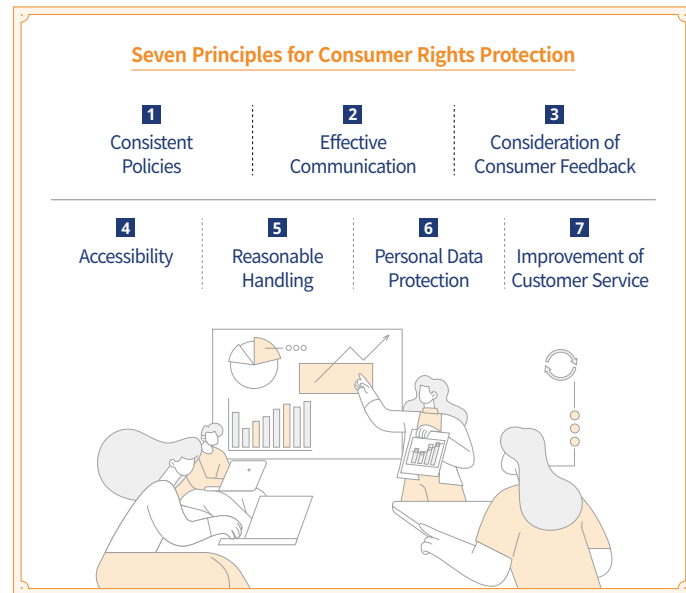 Seven Principles for Consumer Rights Protection
1
Consistent
Policies
2
Effective
Communication
3
Consideration of
Consumer Feedback
4
Accessibility
5
Reasonable
Handling
6
Personal Data
Protection
7
Improvement of
Customer Service